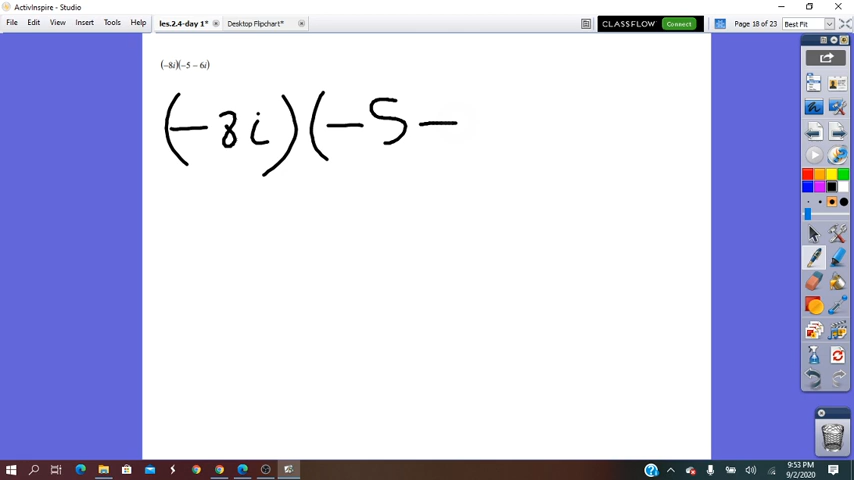 ActivInspire - Studio
File Edit View Insert Tools Help les.2.4-day 1* Desktop Flipchart* CLASSFLOW Connect Page 18 of 23 Best Fit
(−8i)(−5 − 6i)
(−8i)(−5−
9:53 PM
9/2/2020